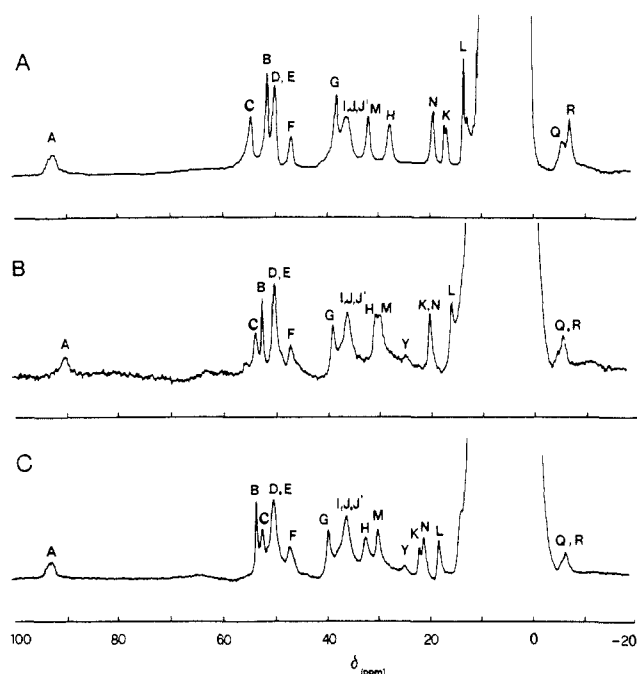 A
A
C
B
D, E
F
G
I,J,J'
M
H
N
K
L
Q
R
B
A
C
B
D, E
F
G
I,J,J'
H
M
Y
K,N
L
Q, R
C
A
B
C
D, E
F
G
I,J,J'
H
M
Y
K
N
L
Q, R
100 80 60 40 20 0 -20
δ (ppm)